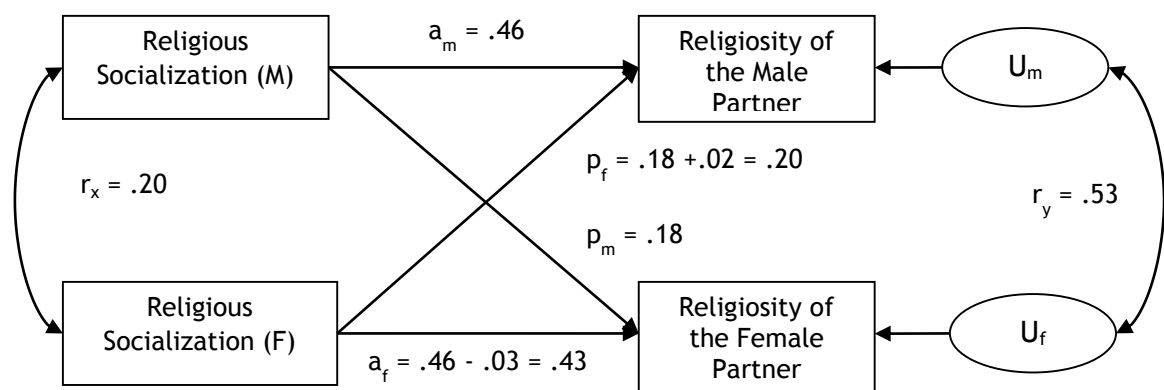 Religious
Socialization (M)
a_m = .46
Religiosity of
the Male
Partner
U_m
p_f = .18 +.02 = .20
r_x = .20
r_y = .53
p_m = .18
Religious
Socialization (F)
a_f = .46 - .03 = .43
Religiosity of
the Female
Partner
U_f